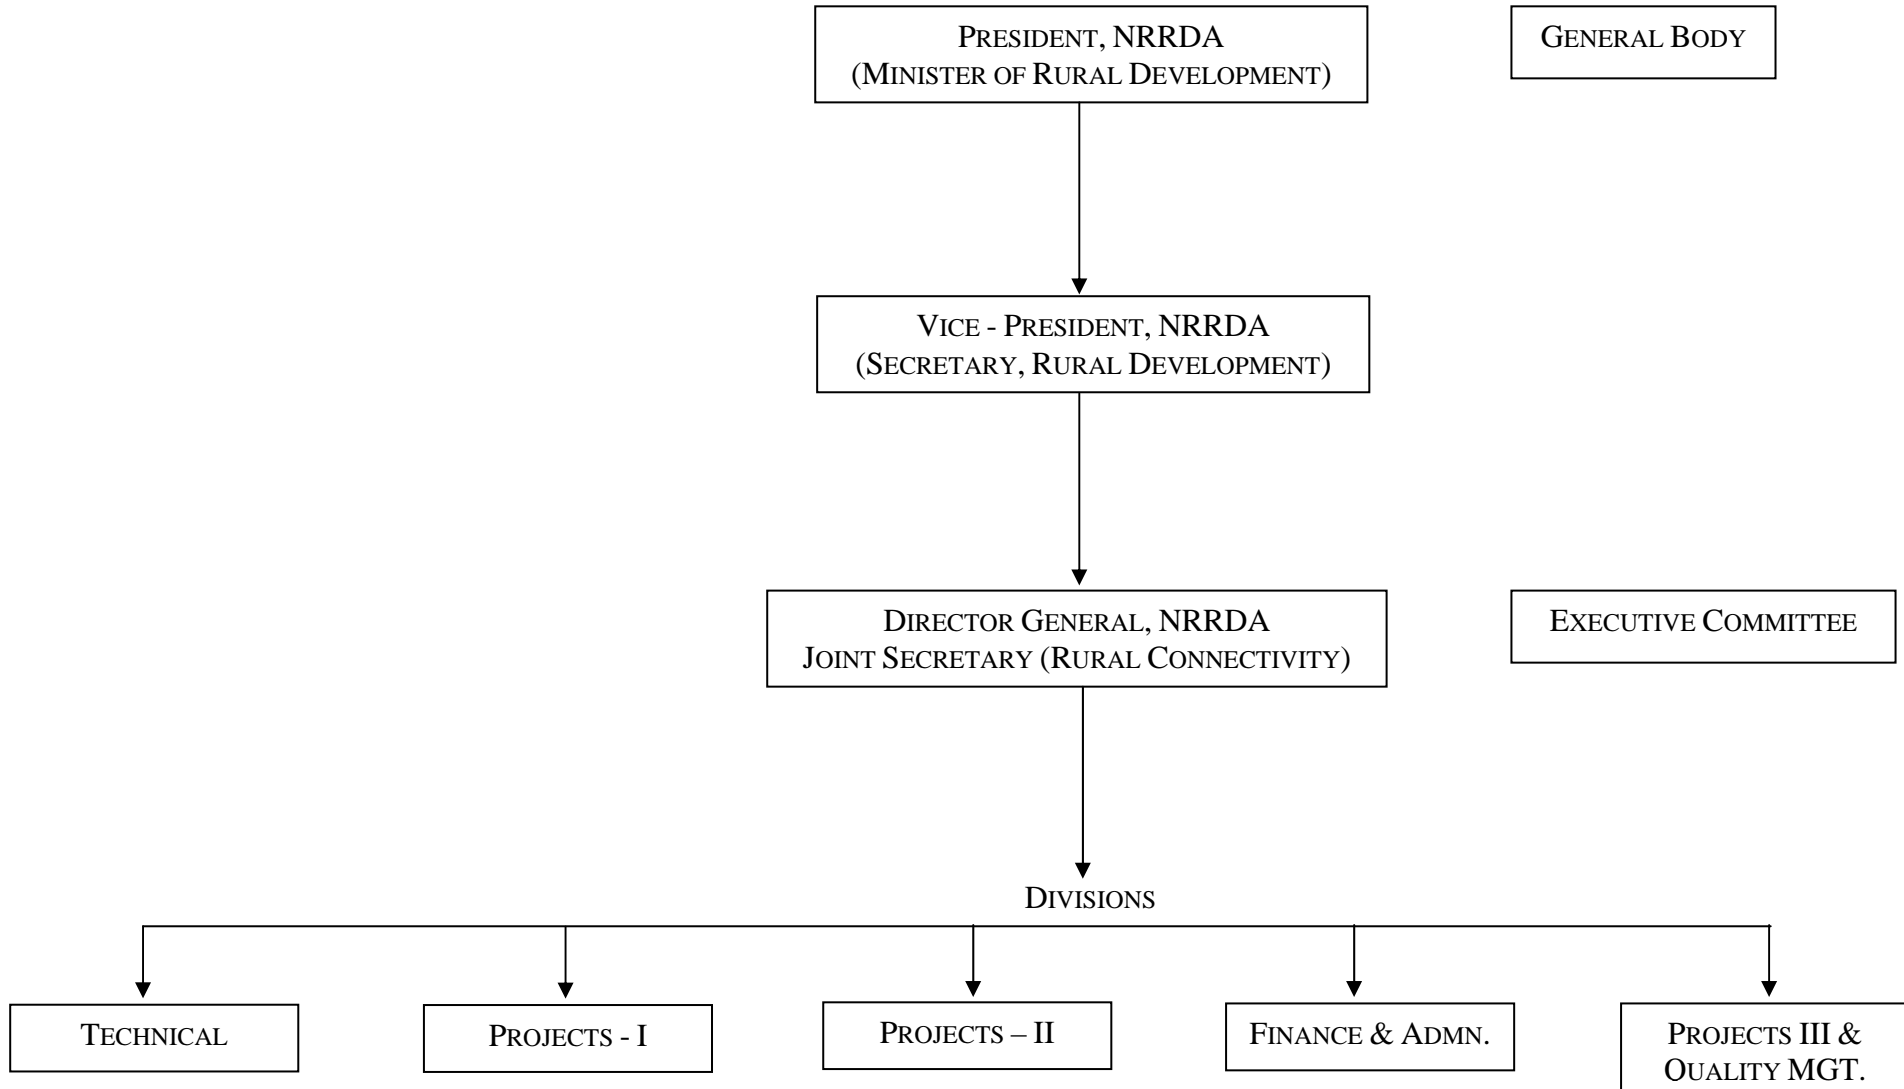 PRESIDENT, NRRDA
(MINISTER OF RURAL DEVELOPMENT)
GENERAL BODY
VICE - PRESIDENT, NRRDA
(SECRETARY, RURAL DEVELOPMENT)
DIRECTOR GENERAL, NRRDA
JOINT SECRETARY (RURAL CONNECTIVITY)
EXECUTIVE COMMITTEE
DIVISIONS
TECHNICAL
PROJECTS - I
PROJECTS – II
FINANCE & ADMN.
PROJECTS III &
QUALITY MGT.